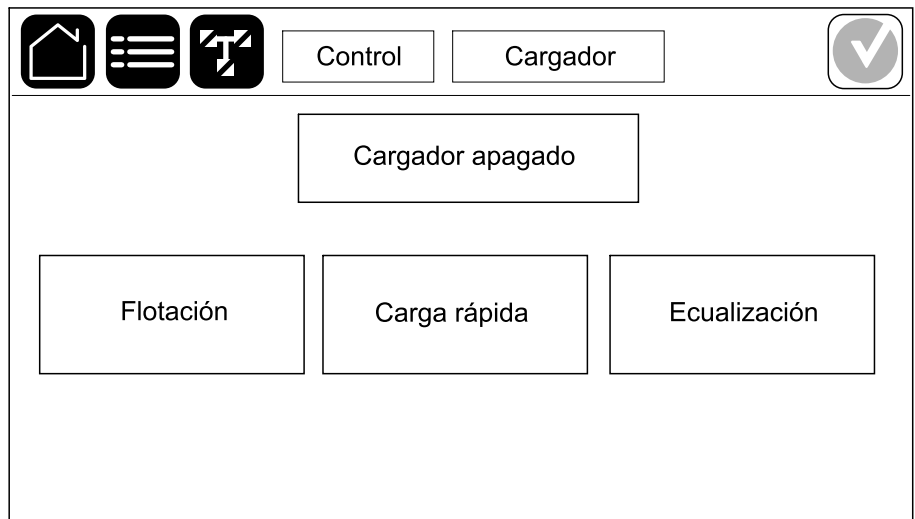 Control
Cargador
Cargador apagado
Flotación
Carga rápida
Ecualización